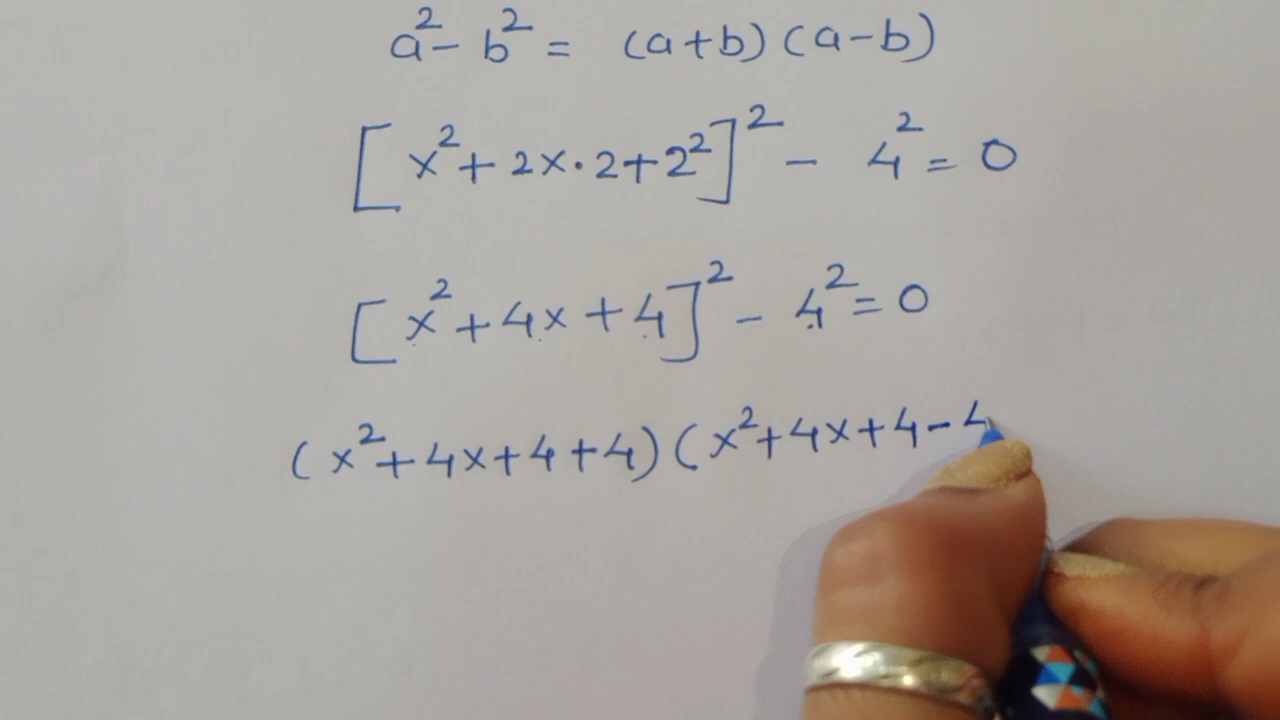 a² - b² = (a+b) (a-b)
[x² + 2x·2 + 2²]² - 4² = 0
[x² + 4x + 4]² - 4² = 0
(x² + 4x + 4 + 4) (x² + 4x + 4 - 4